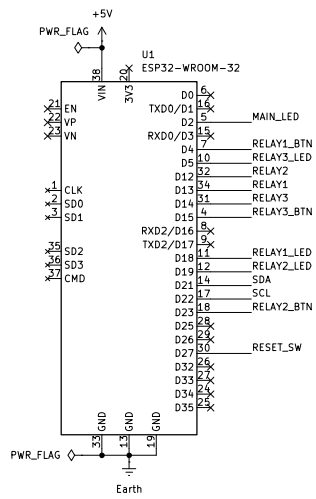 +5V
PWR_FLAG
U1
ESP32-WROOM-32
38
20
VIN
3V3
D0 6
21 EN TXD0/D1 16
22 VP D2 5 MAIN_LED
23 VN RXD0/D3 15
D4 7 RELAY1_BTN
D5 10 RELAY3_LED
D12 32 RELAY2
1 CLK D13 34 RELAY1
2 SD0 D14 31 RELAY3
3 SD1 D15 4 RELAY3_BTN
RXD2/D16 8
TXD2/D17 9
35 SD2 D18 11 RELAY1_LED
36 SD3 D19 12 RELAY2_LED
37 CMD D21 14 SDA
D22 17 SCL
D23 18 RELAY2_BTN
D25 28
D26 29
D27 30 RESET_SW
D32 26
D33 27
D34 24
D35 25
GND GND GND
33 13 19
PWR_FLAG
Earth